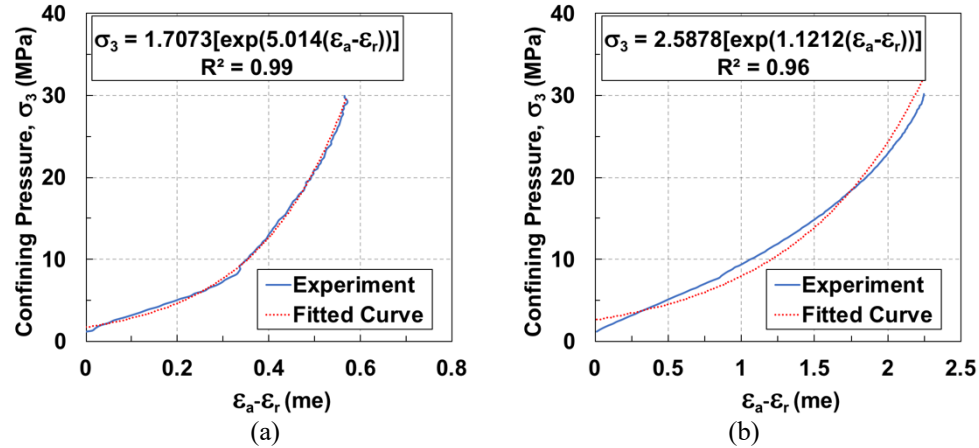 σ₃ = 1.7073[exp(5.014(εₐ-εᵣ))]
R² = 0.99
Confining Pressure, σ₃ (MPa)
40
30
20
10
0
Experiment
Fitted Curve
0 0.2 0.4 0.6 0.8
εₐ-εᵣ (me)
(a)
σ₃ = 2.5878[exp(1.1212(εₐ-εᵣ))]
R² = 0.96
Confining Pressure, σ₃ (MPa)
40
30
20
10
0
Experiment
Fitted Curve
0 0.5 1 1.5 2 2.5
εₐ-εᵣ (me)
(b)